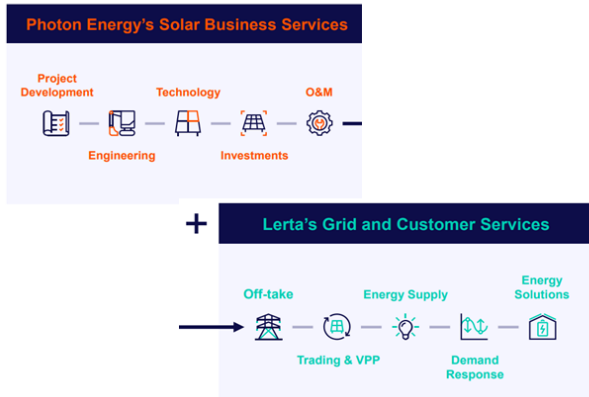 Photon Energy's Solar Business Services
Project
Development
Technology
O&M
Engineering
Investments
+
Lerta's Grid and Customer Services
Off-take
Energy Supply
Energy
Solutions
Trading & VPP
Demand
Response